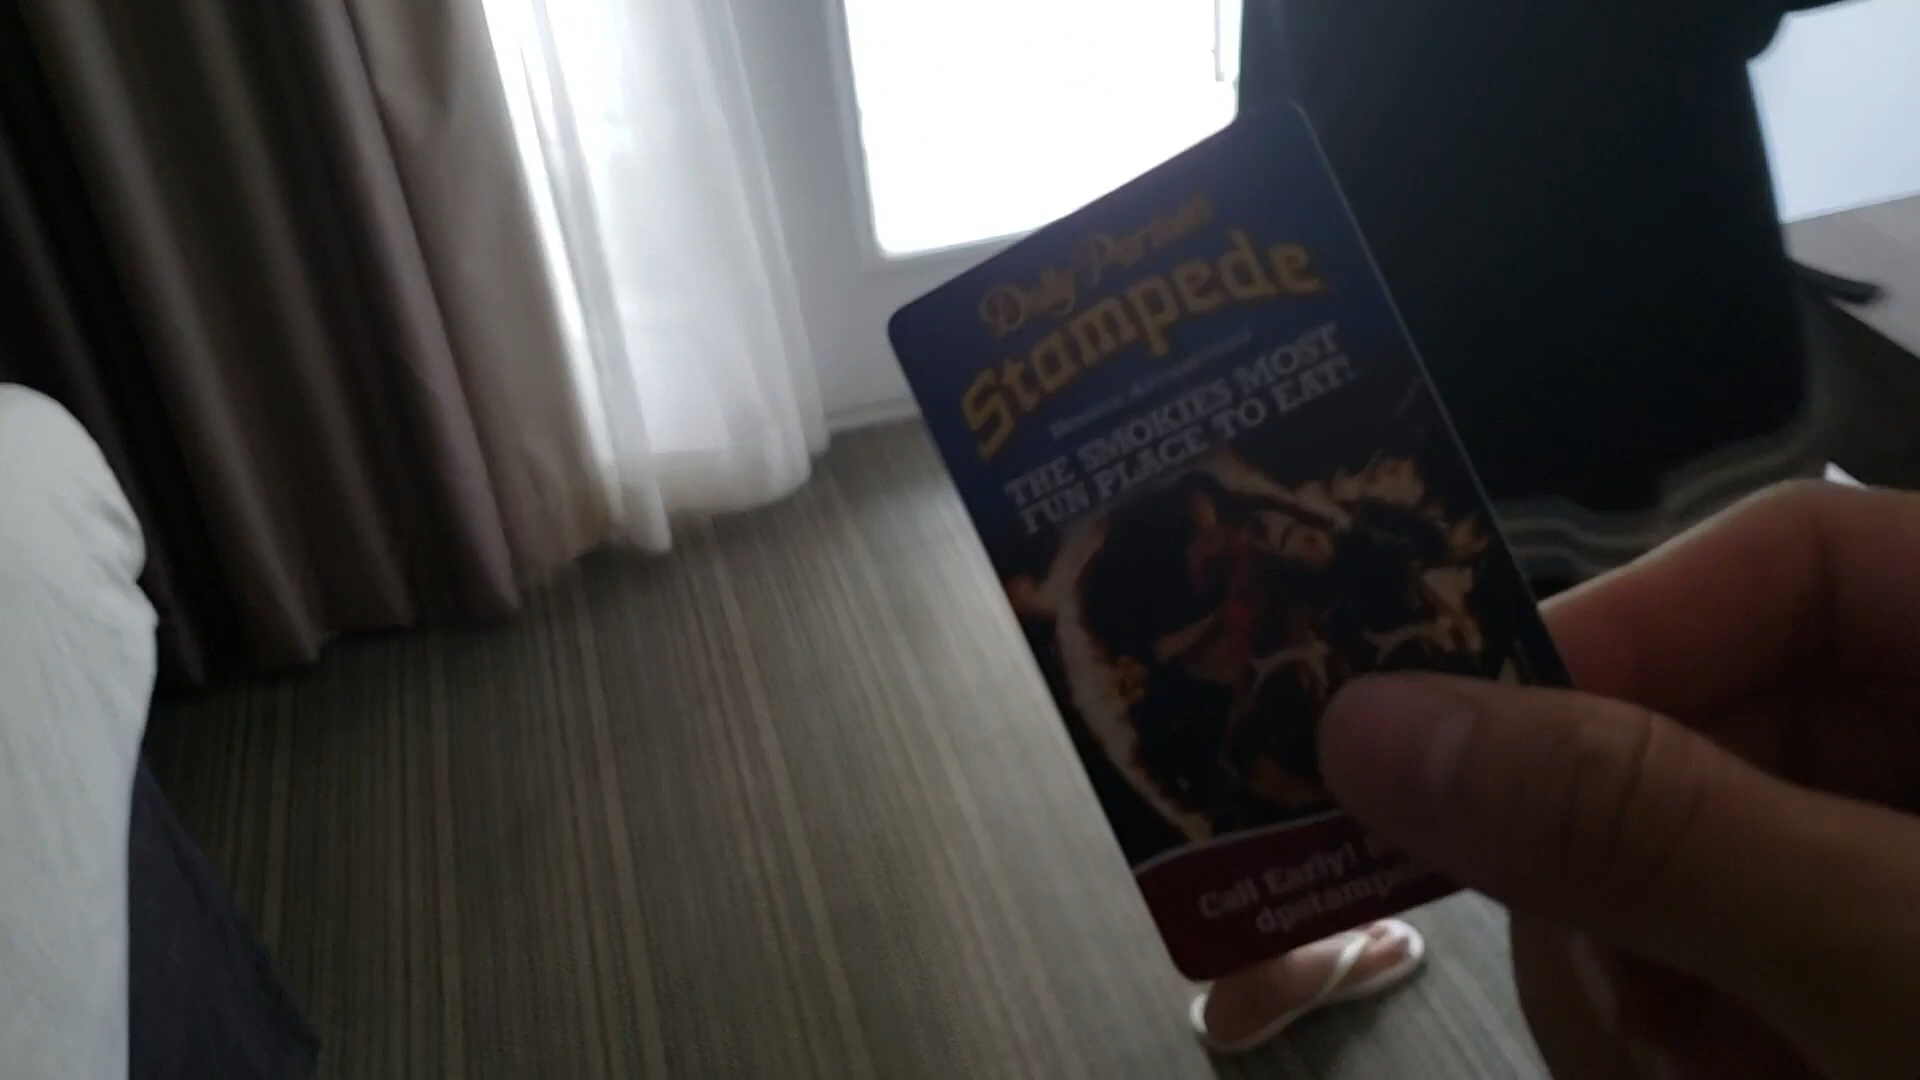 Dolly Parton's
Stampede
THE SMOKIES MOST
FUN PLACE TO EAT!
Call Early!